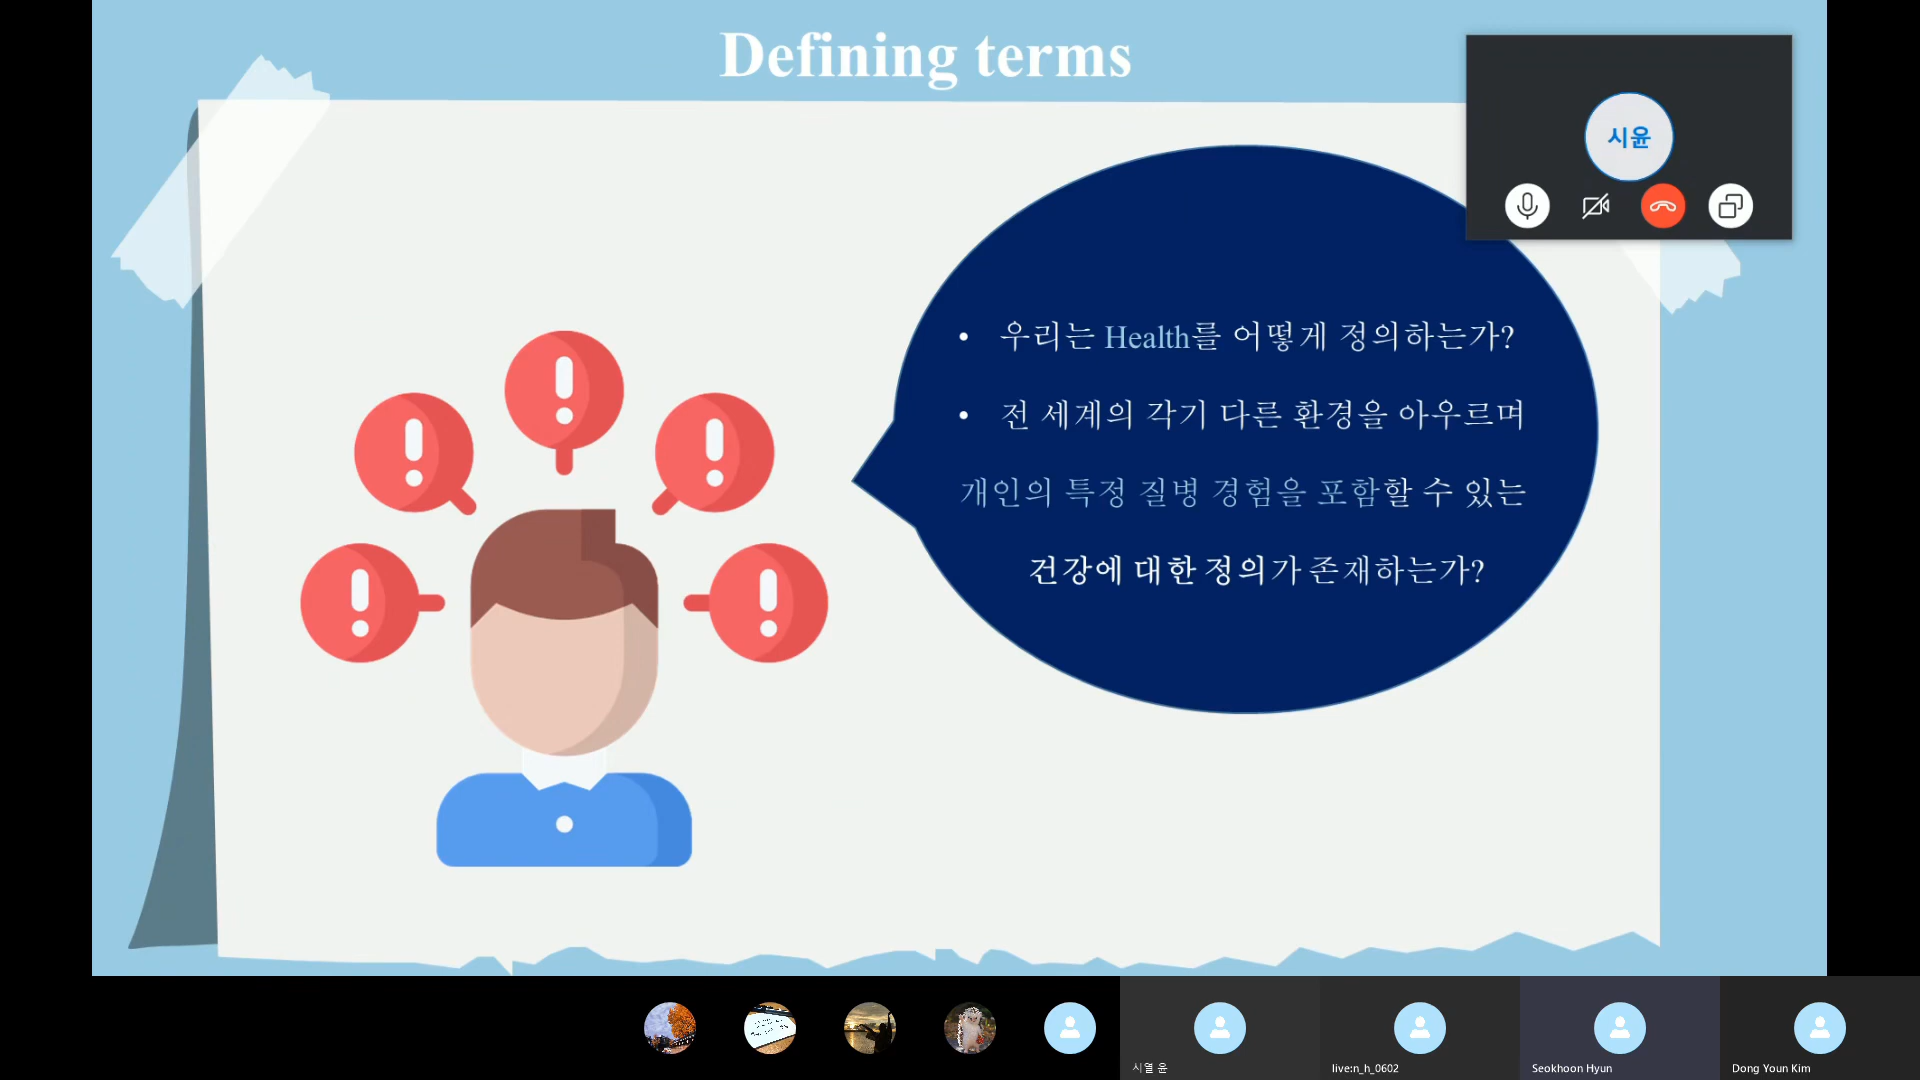 Defining terms
시윤
• 우리는 Health를 어떻게 정의하는가?
• 전 세계의 각기 다른 환경을 아우르며
개인의 특정 질병 경험을 포함할 수 있는
건강에 대한 정의가 존재하는가?
시열 윤
live:n_h_0602
Seokhoon Hyun
Dong Youn Kim